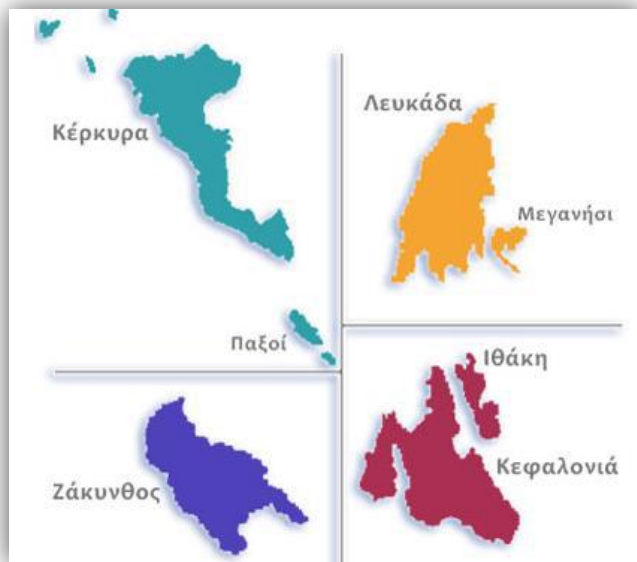 Κέρκυρα
Παξοί
Λευκάδα
Μεγανήσι
Ζάκυνθος
Ιθάκη
Κεφαλονιά